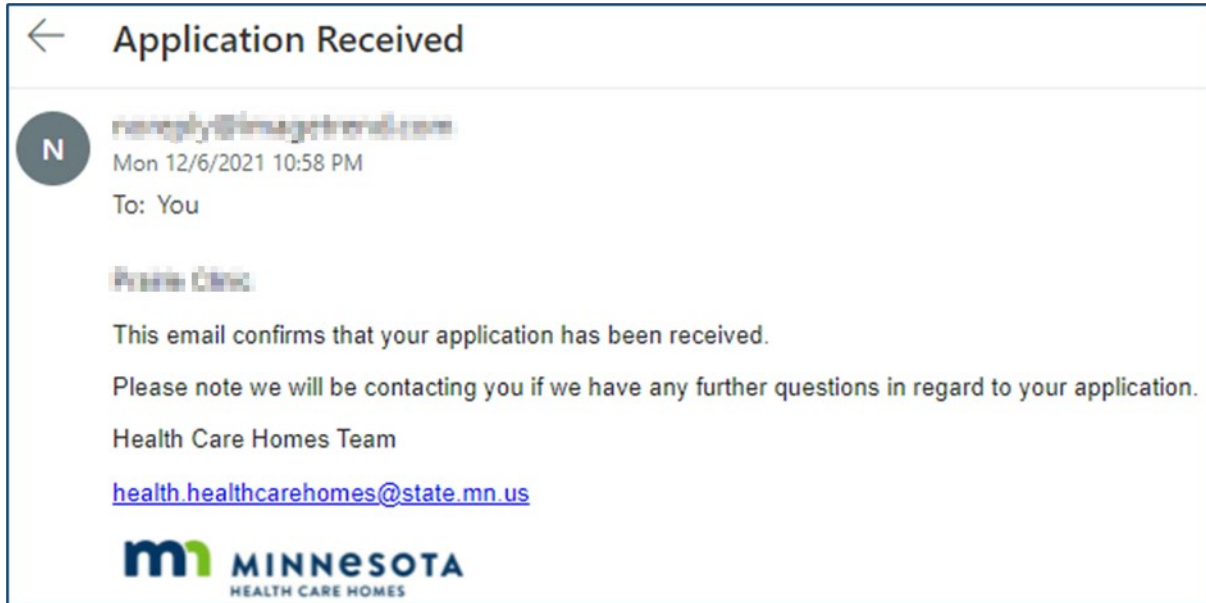 Application Received
N
Mon 12/6/2021 10:58 PM
To: You
This email confirms that your application has been received.
Please note we will be contacting you if we have any further questions in regard to your application.
Health Care Homes Team
health.healthcarehomes@state.mn.us
mn MINNESOTA
HEALTH CARE HOMES